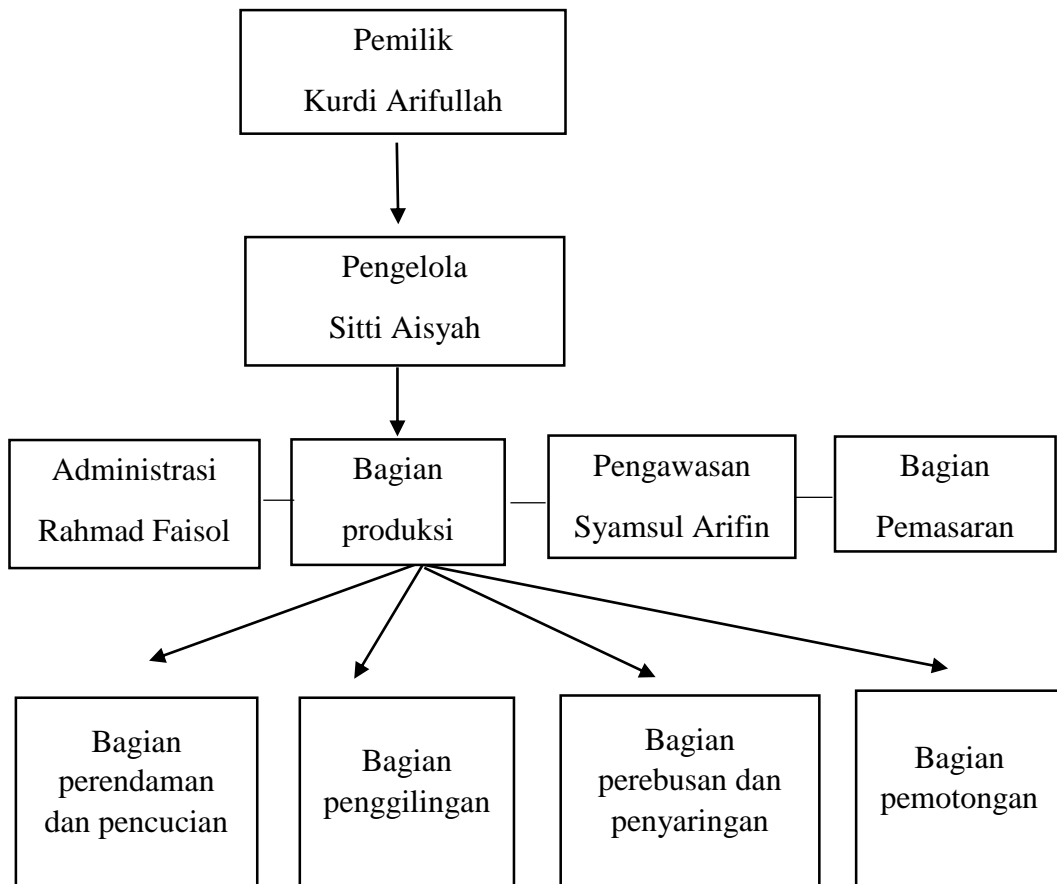 Pemilik
Kurdi Arifullah
Pengelola
Sitti Aisyah
Administrasi
Rahmad Faisol
Bagian
produksi
Pengawasan
Syamsul Arifin
Bagian
Pemasaran
Bagian
perendaman
dan pencucian
Bagian
penggilingan
Bagian
perebusan dan
penyaringan
Bagian
pemotongan